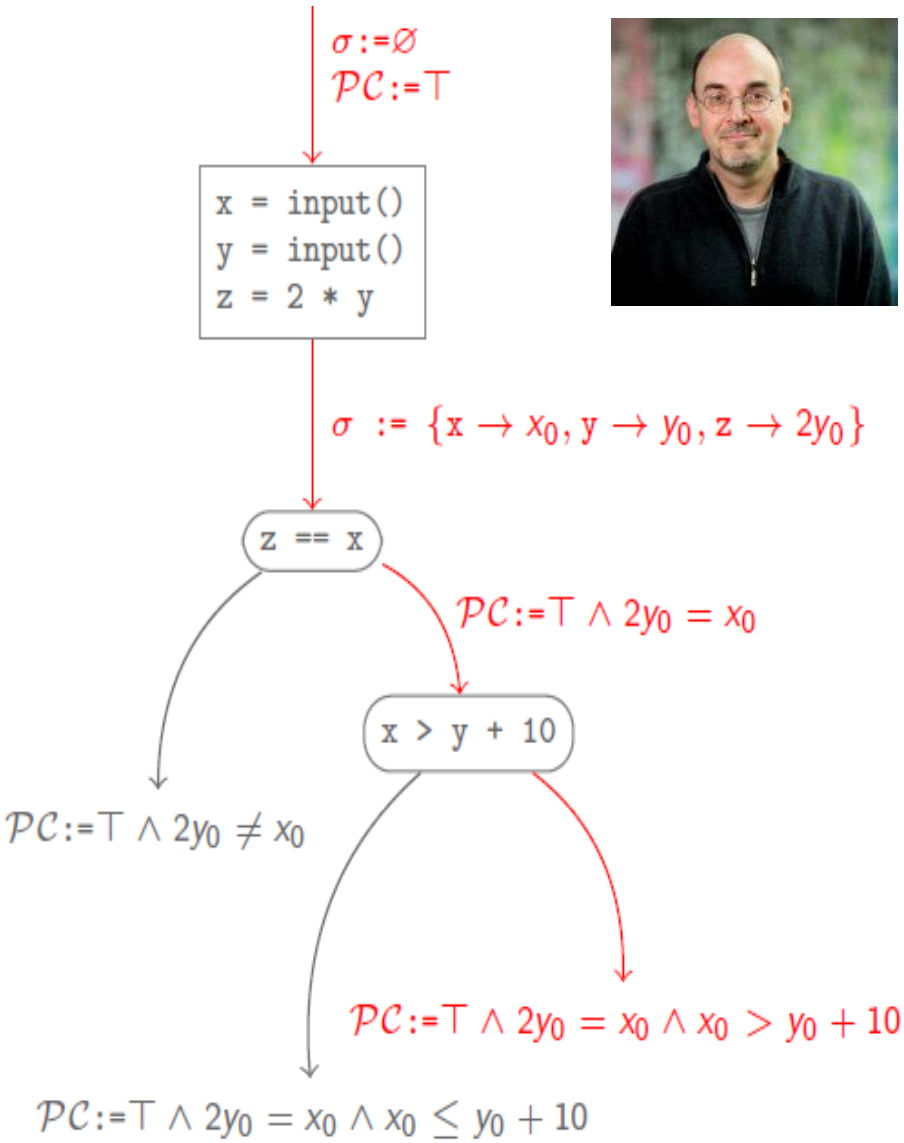 σ:=∅
𝒫𝒞:=⊤
x = input()
y = input()
z = 2 * y
σ := {x → x₀, y → y₀, z → 2y₀}
z == x
𝒫𝒞:=⊤ ∧ 2y₀ = x₀
x > y + 10
𝒫𝒞:=⊤ ∧ 2y₀ ≠ x₀
𝒫𝒞:=⊤ ∧ 2y₀ = x₀ ∧ x₀ > y₀ + 10
𝒫𝒞:=⊤ ∧ 2y₀ = x₀ ∧ x₀ ≤ y₀ + 10